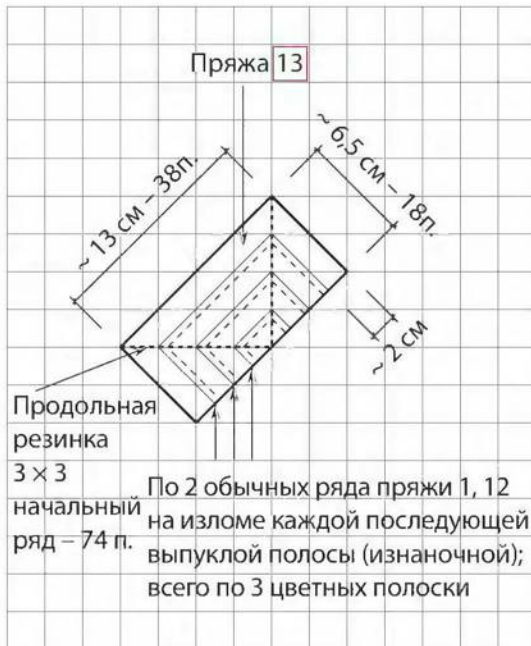 Пряжа 13
~ 13 см – 38п.
~ 6,5 см – 18п.
~ 2 см
Продольная
резинка
3 × 3
начальный
ряд – 74 п.
По 2 обычных ряда пряжи 1, 12
на изломе каждой последующей
выпуклой полосы (изнаночной);
всего по 3 цветных полоски